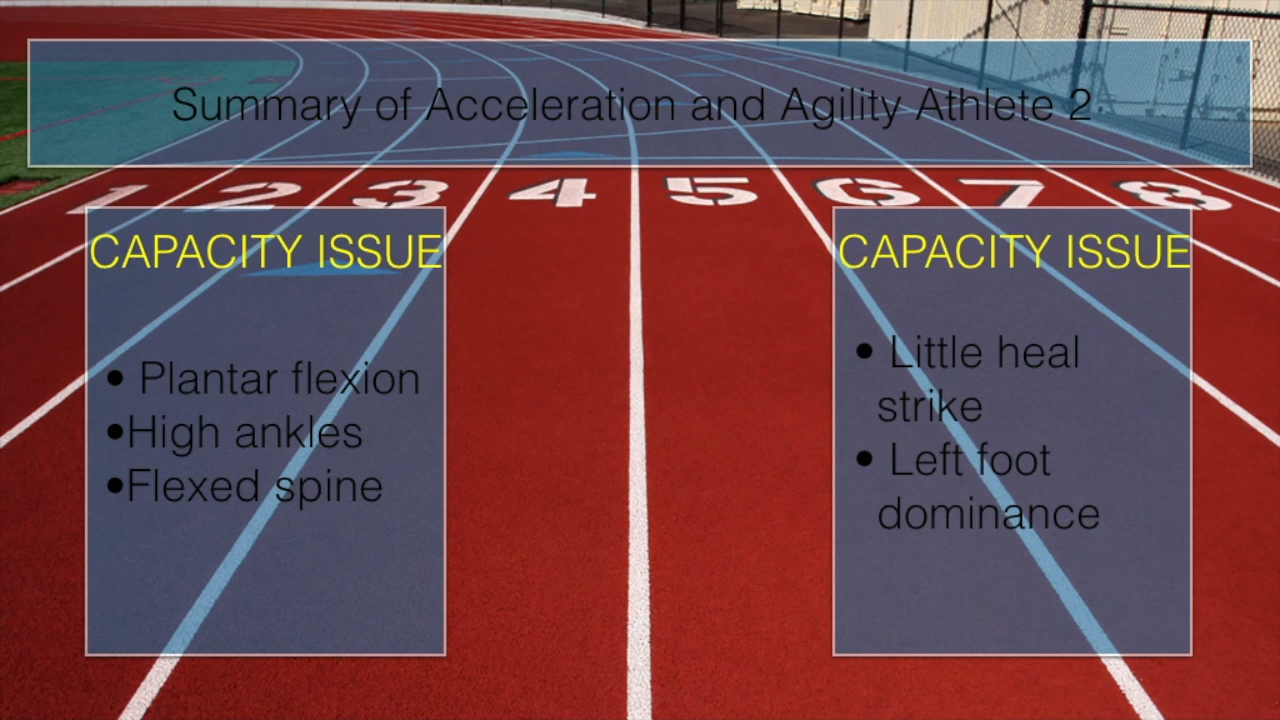 Summary of Acceleration and Agility Athlete 2
1 2 3 4 5 6 7 8
CAPACITY ISSUE
• Plantar flexion
•High ankles
•Flexed spine
CAPACITY ISSUE
• Little heal
strike
• Left foot
dominance